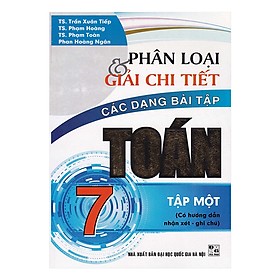 TS. Trần Xuân Tiếp
TS. Phạm Hoàng
TS. Phạm Toàn
Phan Hoàng Ngân
PHÂN LOẠI
& GIẢI CHI TIẾT
CÁC DẠNG BÀI TẬP
TOÁN
7
TẬP MỘT
(Có hướng dẫn
nhận xét - ghi chú)
NHÀ XUẤT BẢN ĐẠI HỌC QUỐC GIA HÀ NỘI